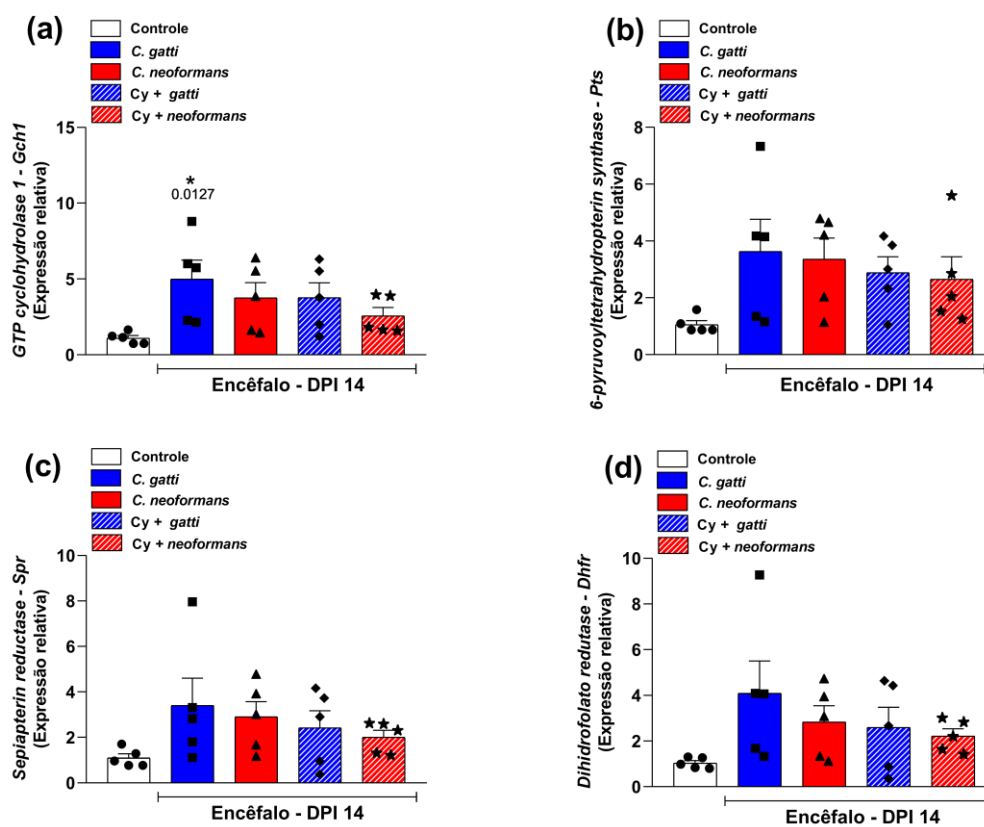 (a)
Controle
C. gatti
C. neoformans
Cy + gatti
Cy + neoformans
GTP cyclohydrolase 1 - Gch1
(Expressão relativa)
15
10
5
0
*
0.0127
Encêfalo - DPI 14
(b)
Controle
C. gatti
C. neoformans
Cy + gatti
Cy + neoformans
6-pyruvoyltetrahydropterin synthase - Pts
(Expressão relativa)
8
6
4
2
0
Encêfalo - DPI 14
(c)
Controle
C. gatti
C. neoformans
Cy + gatti
Cy + neoformans
Sepiapterin reductase - Spr
(Expressão relativa)
10
8
6
4
2
0
Encêfalo - DPI 14
(d)
Controle
C. gatti
C. neoformans
Cy + gatti
Cy + neoformans
Dihidrofolato redutase - Dhfr
(Expressão relativa)
10
8
6
4
2
0
Encêfalo - DPI 14